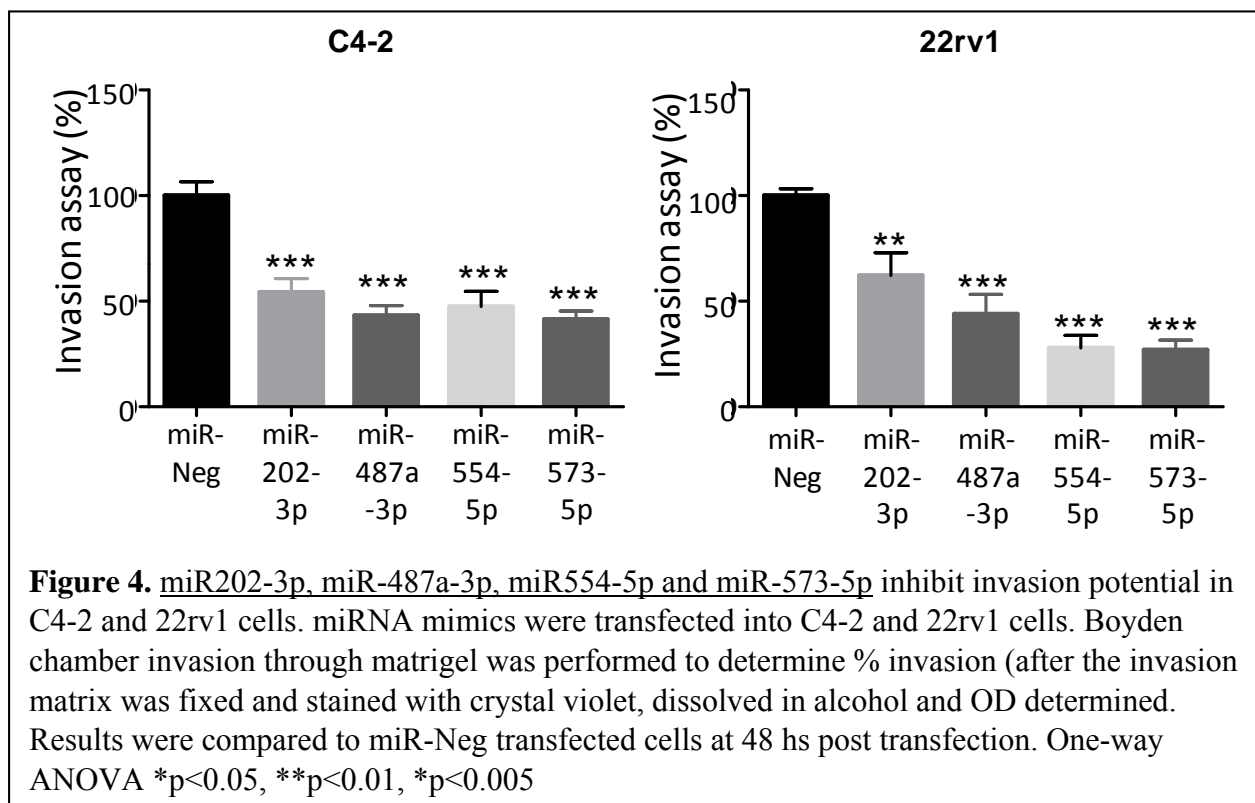 C4-2
150
100
50
0
Invasion assay (%)
***
***
***
***
miR-
Neg
miR-
202-
3p
miR-
487a
-3p
miR-
554-
5p
miR-
573-
5p
22rv1
150
100
50
0
Invasion assay (%)
**
***
***
***
miR-
Neg
miR-
202-
3p
miR-
487a
-3p
miR-
554-
5p
miR-
573-
5p
Figure 4. miR202-3p, miR-487a-3p, miR554-5p and miR-573-5p inhibit invasion potential in
C4-2 and 22rv1 cells. miRNA mimics were transfected into C4-2 and 22rv1 cells. Boyden
chamber invasion through matrigel was performed to determine % invasion (after the invasion
matrix was fixed and stained with crystal violet, dissolved in alcohol and OD determined.
Results were compared to miR-Neg transfected cells at 48 hs post transfection. One-way
ANOVA *p<0.05, **p<0.01, *p<0.005